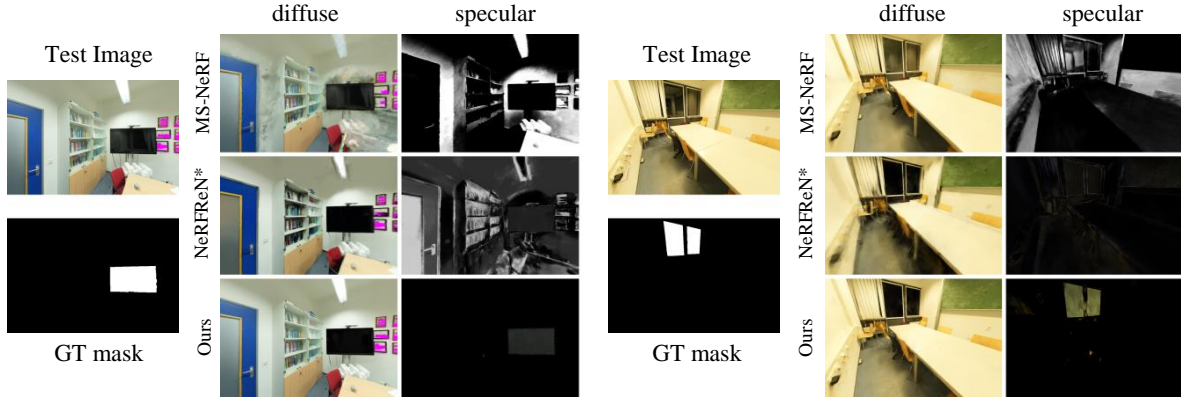 diffuse
specular
Test Image
MS-NeRF
NeRFReN*
Ours
GT mask
diffuse
specular
Test Image
MS-NeRF
NeRFReN*
Ours
GT mask